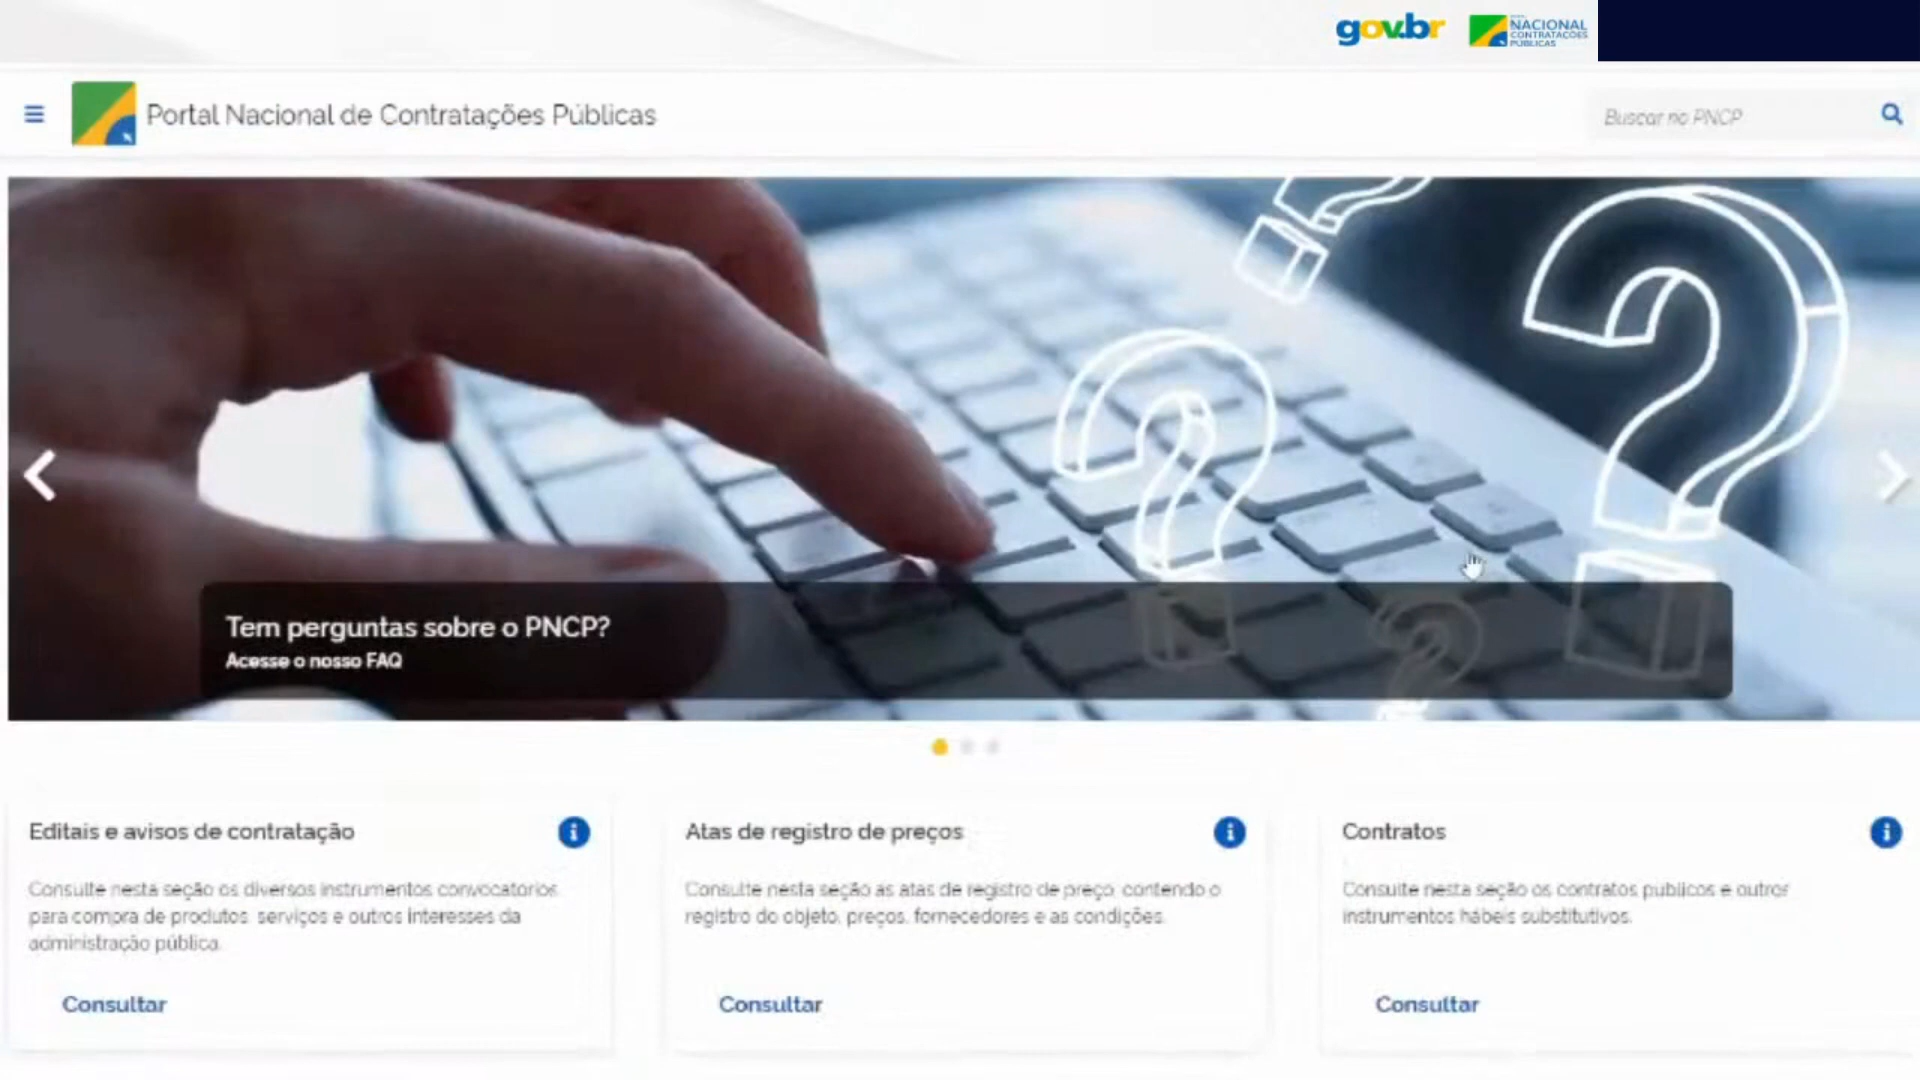 gov.br
NACIONAL
CONTRATAÇÕES
PÚBLICAS
Portal Nacional de Contratações Públicas
Buscar no PNCP
Tem perguntas sobre o PNCP?
Acesse o nosso FAQ
Editais e avisos de contratação
Consulte nesta seção os diversos instrumentos convocatórios
para compra de produtos, serviços e outros interesses da
administração pública.
Consultar
Atas de registro de preços
Consulte nesta seção as atas de registro de preço, contendo o
registro do objeto, preços, fornecedores e as condições.
Consultar
Contratos
Consulte nesta seção os contratos públicos e outros
instrumentos hábeis substitutivos.
Consultar